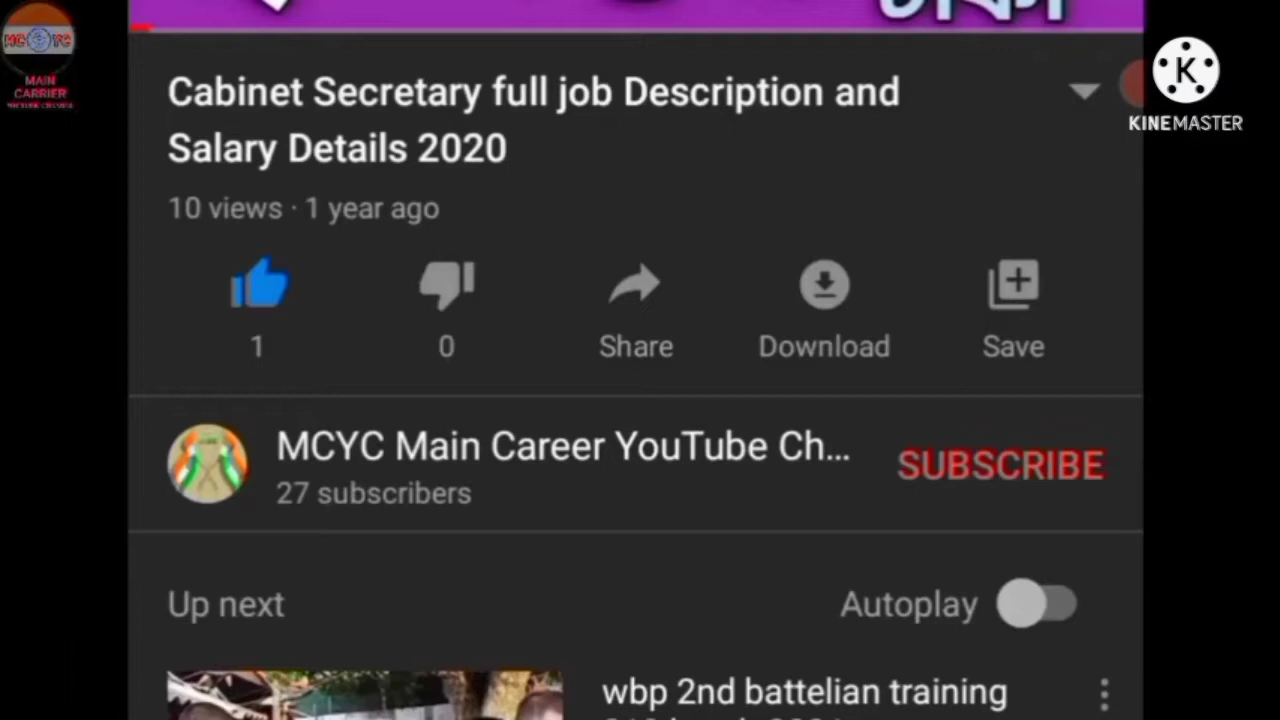 টাকা
MCYC
MAIN
CARRIER
Cabinet Secretary full job Description and
Salary Details 2020
K
KINEMASTER
10 views · 1 year ago
1
0
Share
Download
Save
MCYC Main Career YouTube Ch...
27 subscribers
SUBSCRIBE
Up next
Autoplay
wbp 2nd battelian training